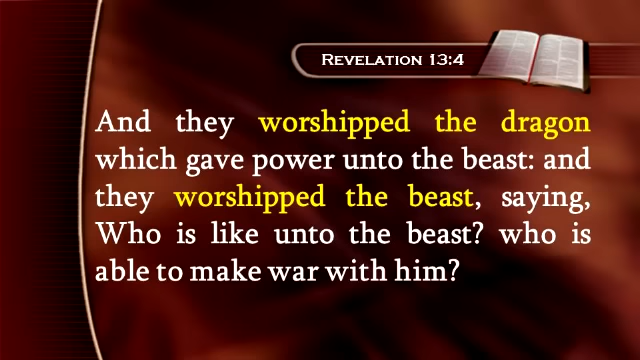 Revelation 13:4
And they worshipped the dragon
which gave power unto the beast: and
they worshipped the beast, saying,
Who is like unto the beast? who is
able to make war with him?